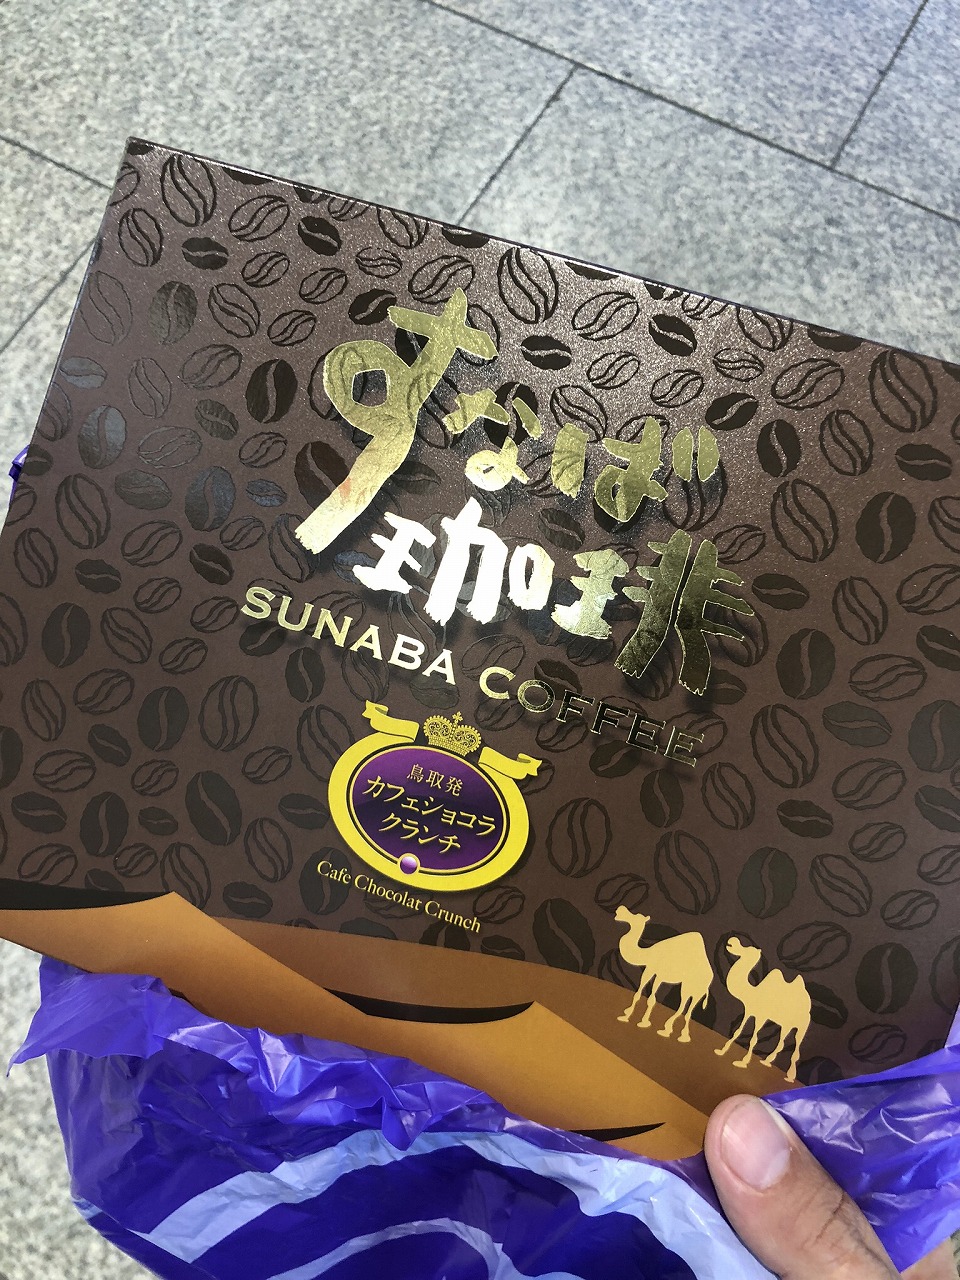 すなば
珈琲
SUNABA COFFEE
鳥取発
カフェショコラ
クランチ
Cafe Chocolat Crunch